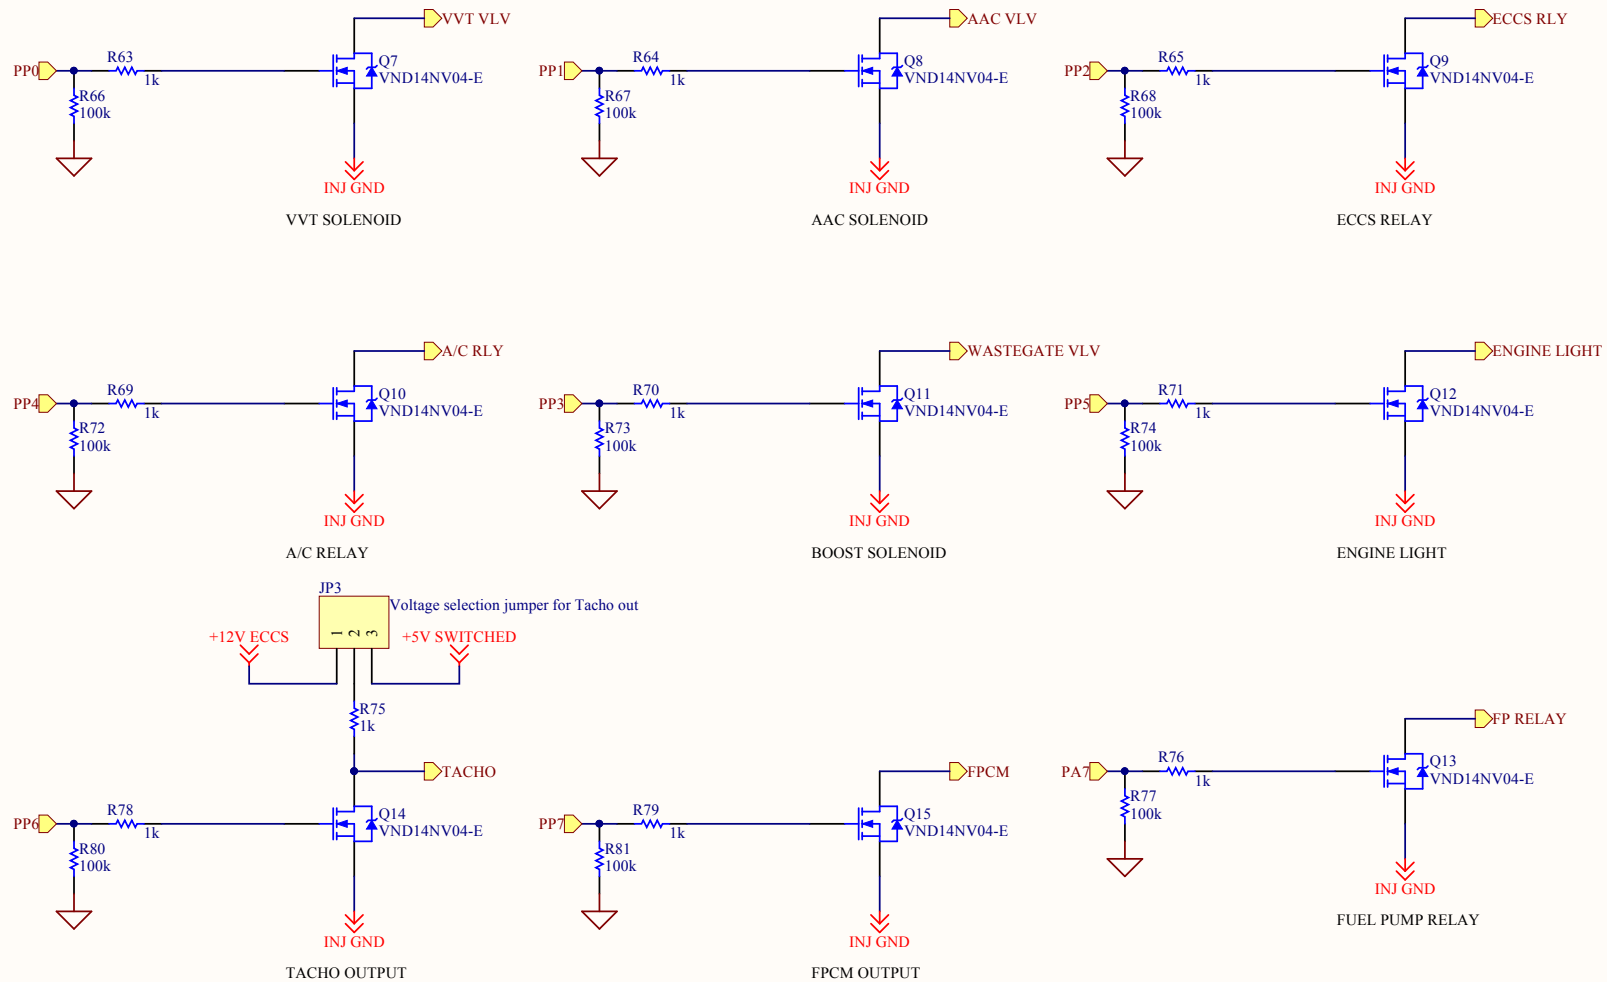 VVT VLV
PP0
R63
1k
R66
100k
Q7
VND14NV04-E
INJ GND
VVT SOLENOID
AAC VLV
PP1
R64
1k
R67
100k
Q8
VND14NV04-E
INJ GND
AAC SOLENOID
ECCS RLY
PP2
R65
1k
R68
100k
Q9
VND14NV04-E
INJ GND
ECCS RELAY
A/C RLY
PP4
R69
1k
R72
100k
Q10
VND14NV04-E
INJ GND
A/C RELAY
WASTEGATE VLV
PP3
R70
1k
R73
100k
Q11
VND14NV04-E
INJ GND
BOOST SOLENOID
ENGINE LIGHT
PP5
R71
1k
R74
100k
Q12
VND14NV04-E
INJ GND
ENGINE LIGHT
JP3
Voltage selection jumper for Tacho out
1
2
3
+12V ECCS
+5V SWITCHED
R75
1k
TACHO
PP6
R78
1k
R80
100k
Q14
VND14NV04-E
INJ GND
TACHO OUTPUT
FPCM
PP7
R79
1k
R81
100k
Q15
VND14NV04-E
INJ GND
FPCM OUTPUT
FP RELAY
PA7
R76
1k
R77
100k
Q13
VND14NV04-E
INJ GND
FUEL PUMP RELAY